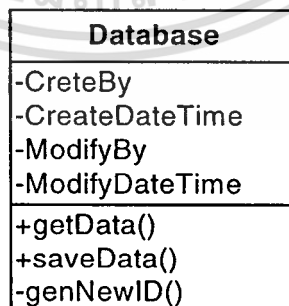 Database
-CreteBy
-CreateDateTime
-ModifyBy
-ModifyDateTime
+getData()
+saveData()
-genNewID()